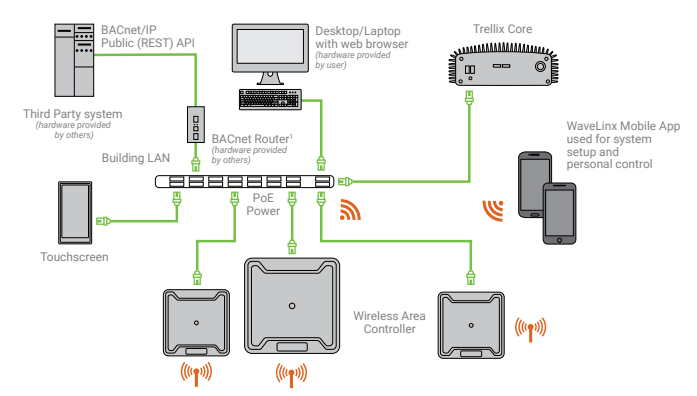 BACnet/IP
Public (REST) API
Third Party system
(hardware provided
by others)
Desktop/Laptop
with web browser
(hardware provided
by user)
Trellix Core
BACnet Router¹
(hardware provided
by others)
Building LAN
WaveLinx Mobile App
used for system
setup and
personal control
PoE
Power
Touchscreen
Wireless Area
Controller